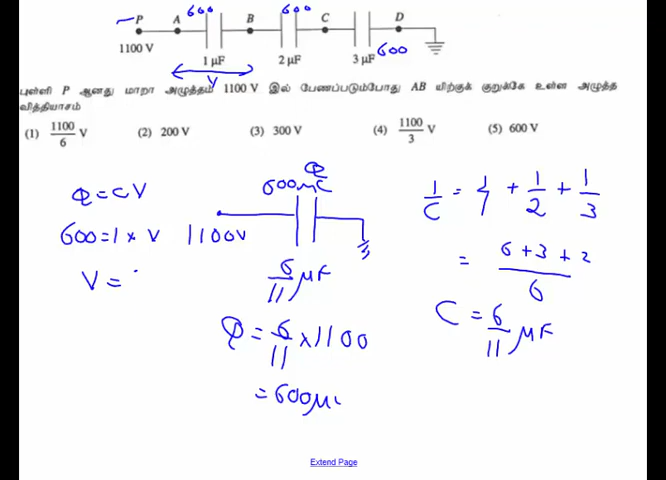 P A 600 B 600 C D
1100 V 1 μF 2 μF 3 μF 600
V
புள்ளி P ஆனது மாறா அழுத்தம் 1100 V இல் பேணப்படும்போது AB யிற்குக் குறுக்கே உள்ள அழுத்த
வித்தியாசம்
(1) 1100/6 V (2) 200 V (3) 300 V (4) 1100/3 V (5) 600 V
Q = CV
600 = 1 × V
V =
Q
600μC
1100V
6/11 μF
Q = 6/11 × 1100
= 600μ
1/C = 1/1 + 1/2 + 1/3
= 6 + 3 + 2 / 6
C = 6/11 μF
Extend Page